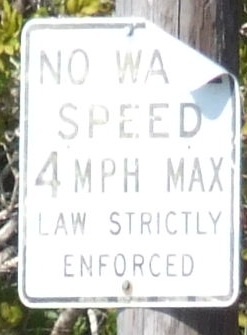 NO WA
SPEED
4 MPH MAX
LAW STRICTLY
ENFORCED